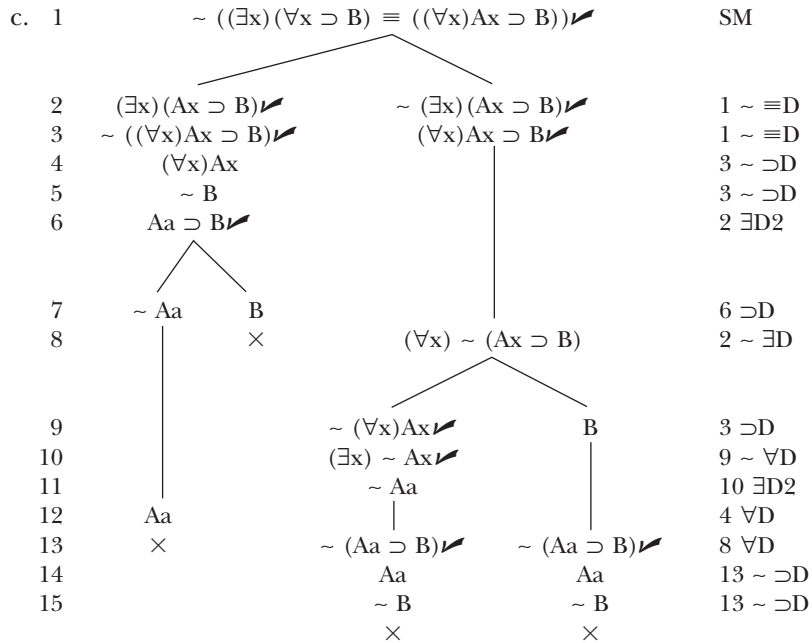 c. 1 ~ ((∃x)(∀x ⊃ B) ≡ ((∀x)Ax ⊃ B))✔ SM
2 (∃x)(Ax ⊃ B)✔ ~ (∃x)(Ax ⊃ B)✔ 1 ~ ≡D
3 ~ ((∀x)Ax ⊃ B)✔ (∀x)Ax ⊃ B✔ 1 ~ ≡D
4 (∀x)Ax 3 ~ ⊃D
5 ~ B 3 ~ ⊃D
6 Aa ⊃ B✔ 2 ∃D2
7 ~ Aa B 6 ⊃D
8 × (∀x) ~ (Ax ⊃ B) 2 ~ ∃D
9 ~ (∀x)Ax✔ B 3 ⊃D
10 (∃x) ~ Ax✔ 9 ~ ∀D
11 ~ Aa 10 ∃D2
12 Aa 4 ∀D
13 × ~ (Aa ⊃ B)✔ ~ (Aa ⊃ B)✔ 8 ∀D
14 Aa Aa 13 ~ ⊃D
15 ~ B ~ B 13 ~ ⊃D
× ×